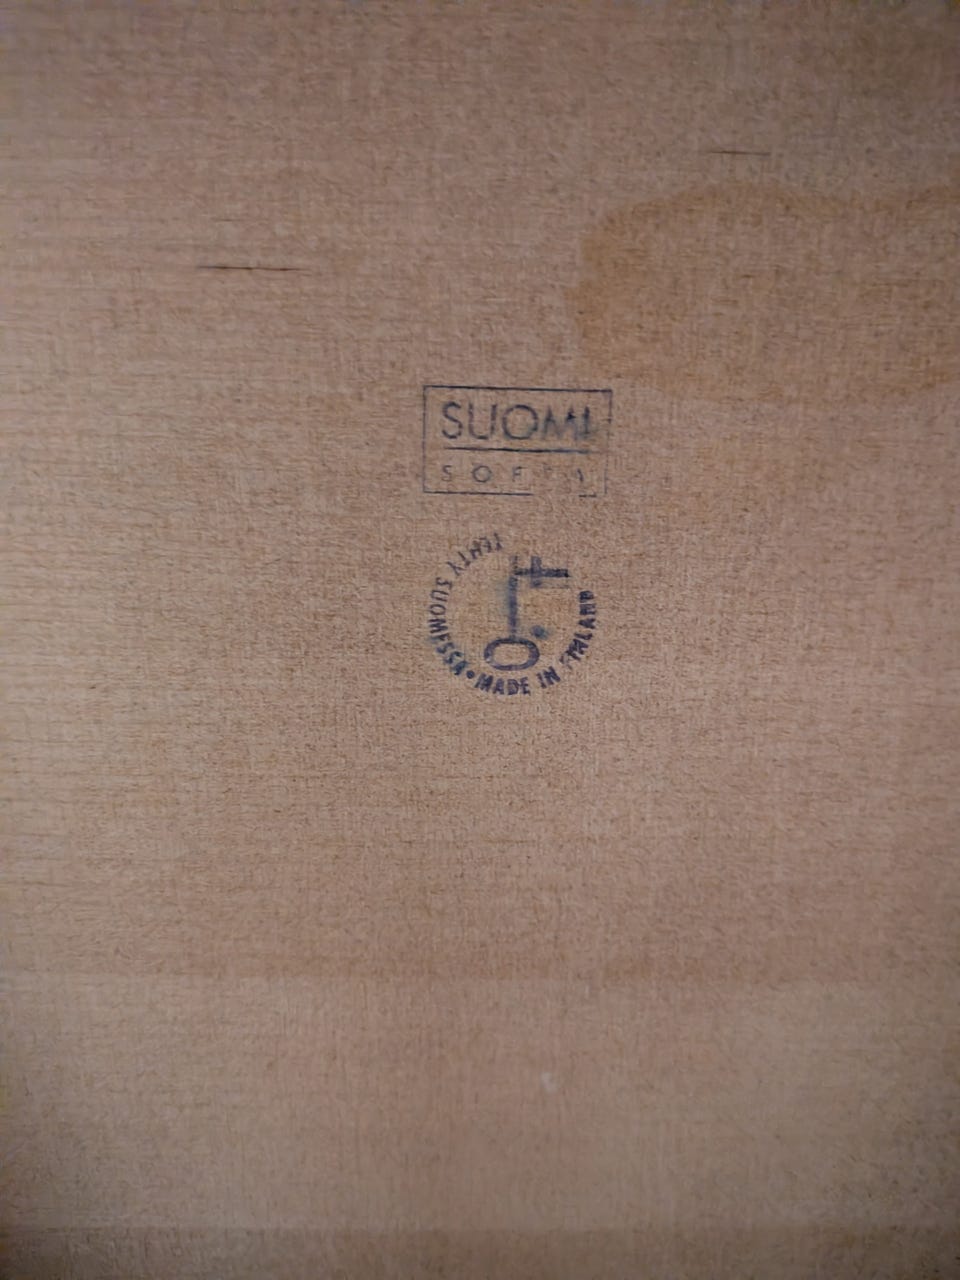 SUOMI
TEHTY SUOMESSA • MADE IN FINLAND